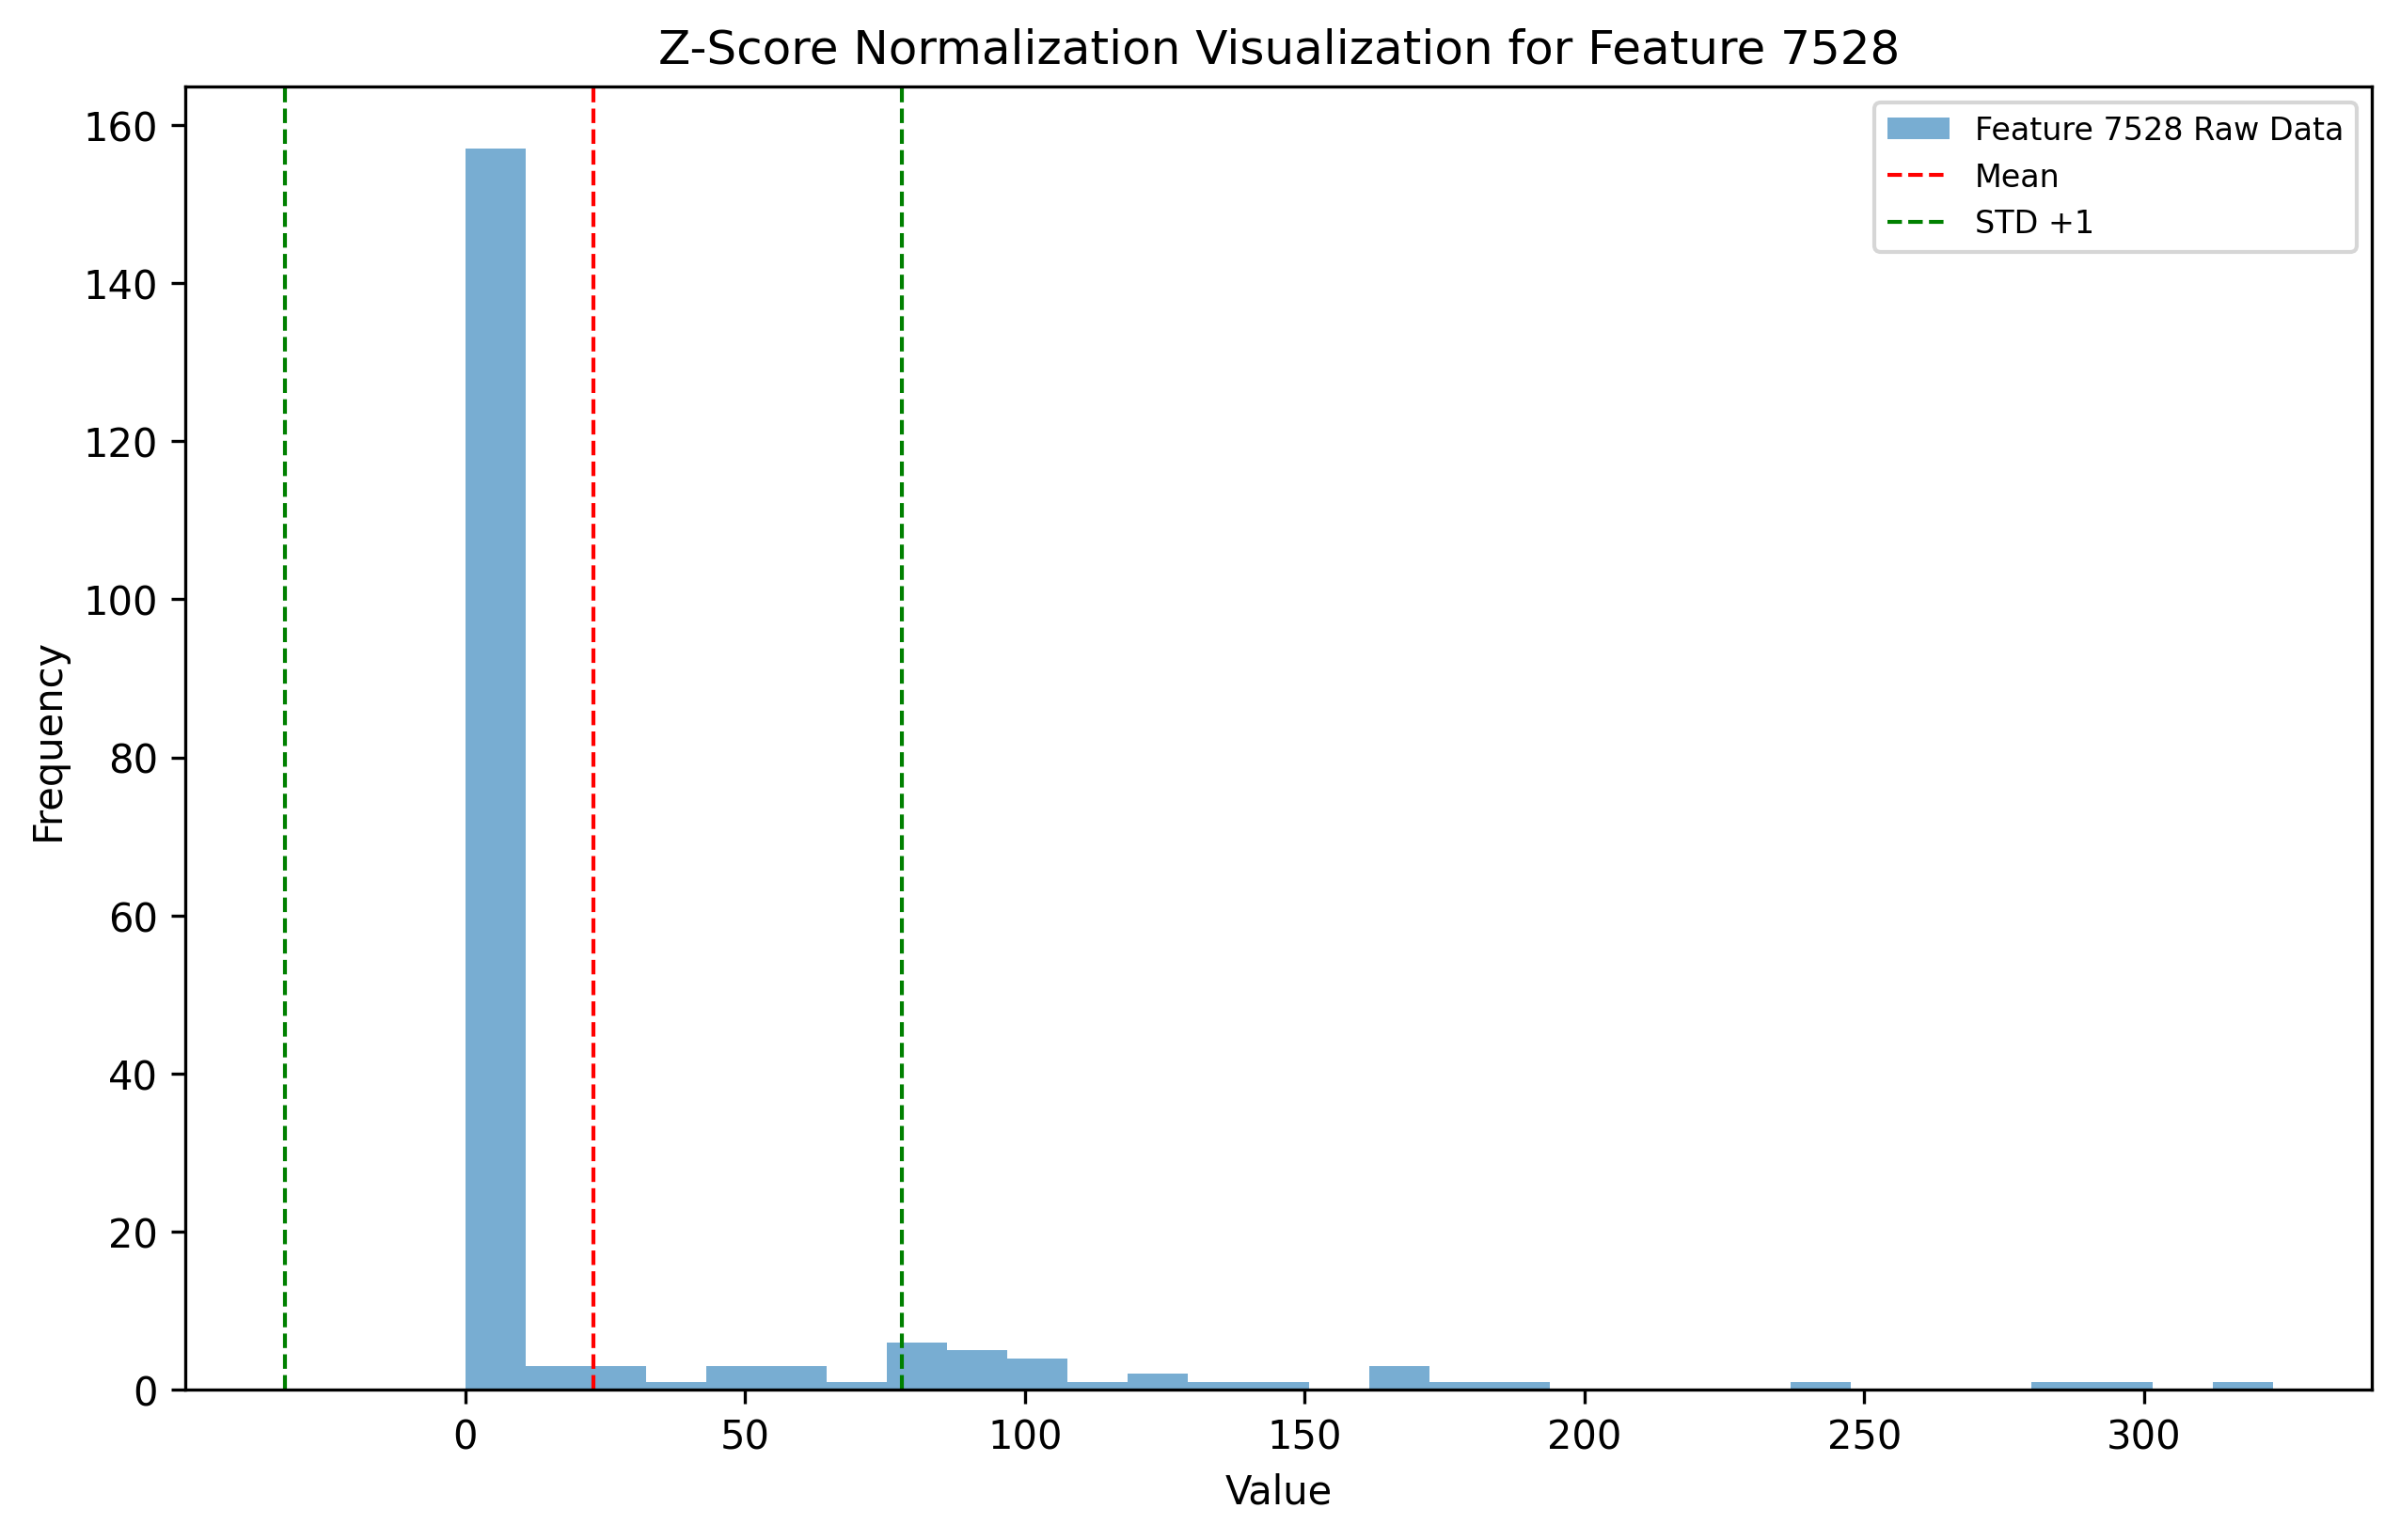 Z-Score Normalization Visualization for Feature 7528
Feature 7528 Raw Data
Mean
STD +1
160
140
120
100
80
60
40
20
0
Frequency
0 50 100 150 200 250 300
Value